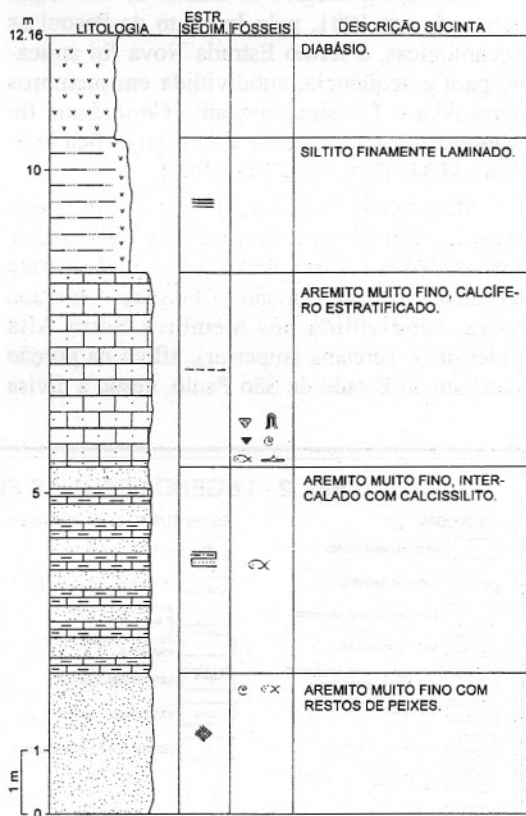 m
12.16
LITOLOGIA
ESTR.
SEDIM.
FÓSSEIS
DESCRIÇÃO SUCINTA
DIABÁSIO.
SILTITO FINAMENTE LAMINADO.
10
AREMITO MUITO FINO, CALCÍFE-
RO ESTRATIFICADO.
5
AREMITO MUITO FINO, INTER-
CALADO COM CALCISSILITO.
AREMITO MUITO FINO COM
RESTOS DE PEIXES.
1
1 m
0